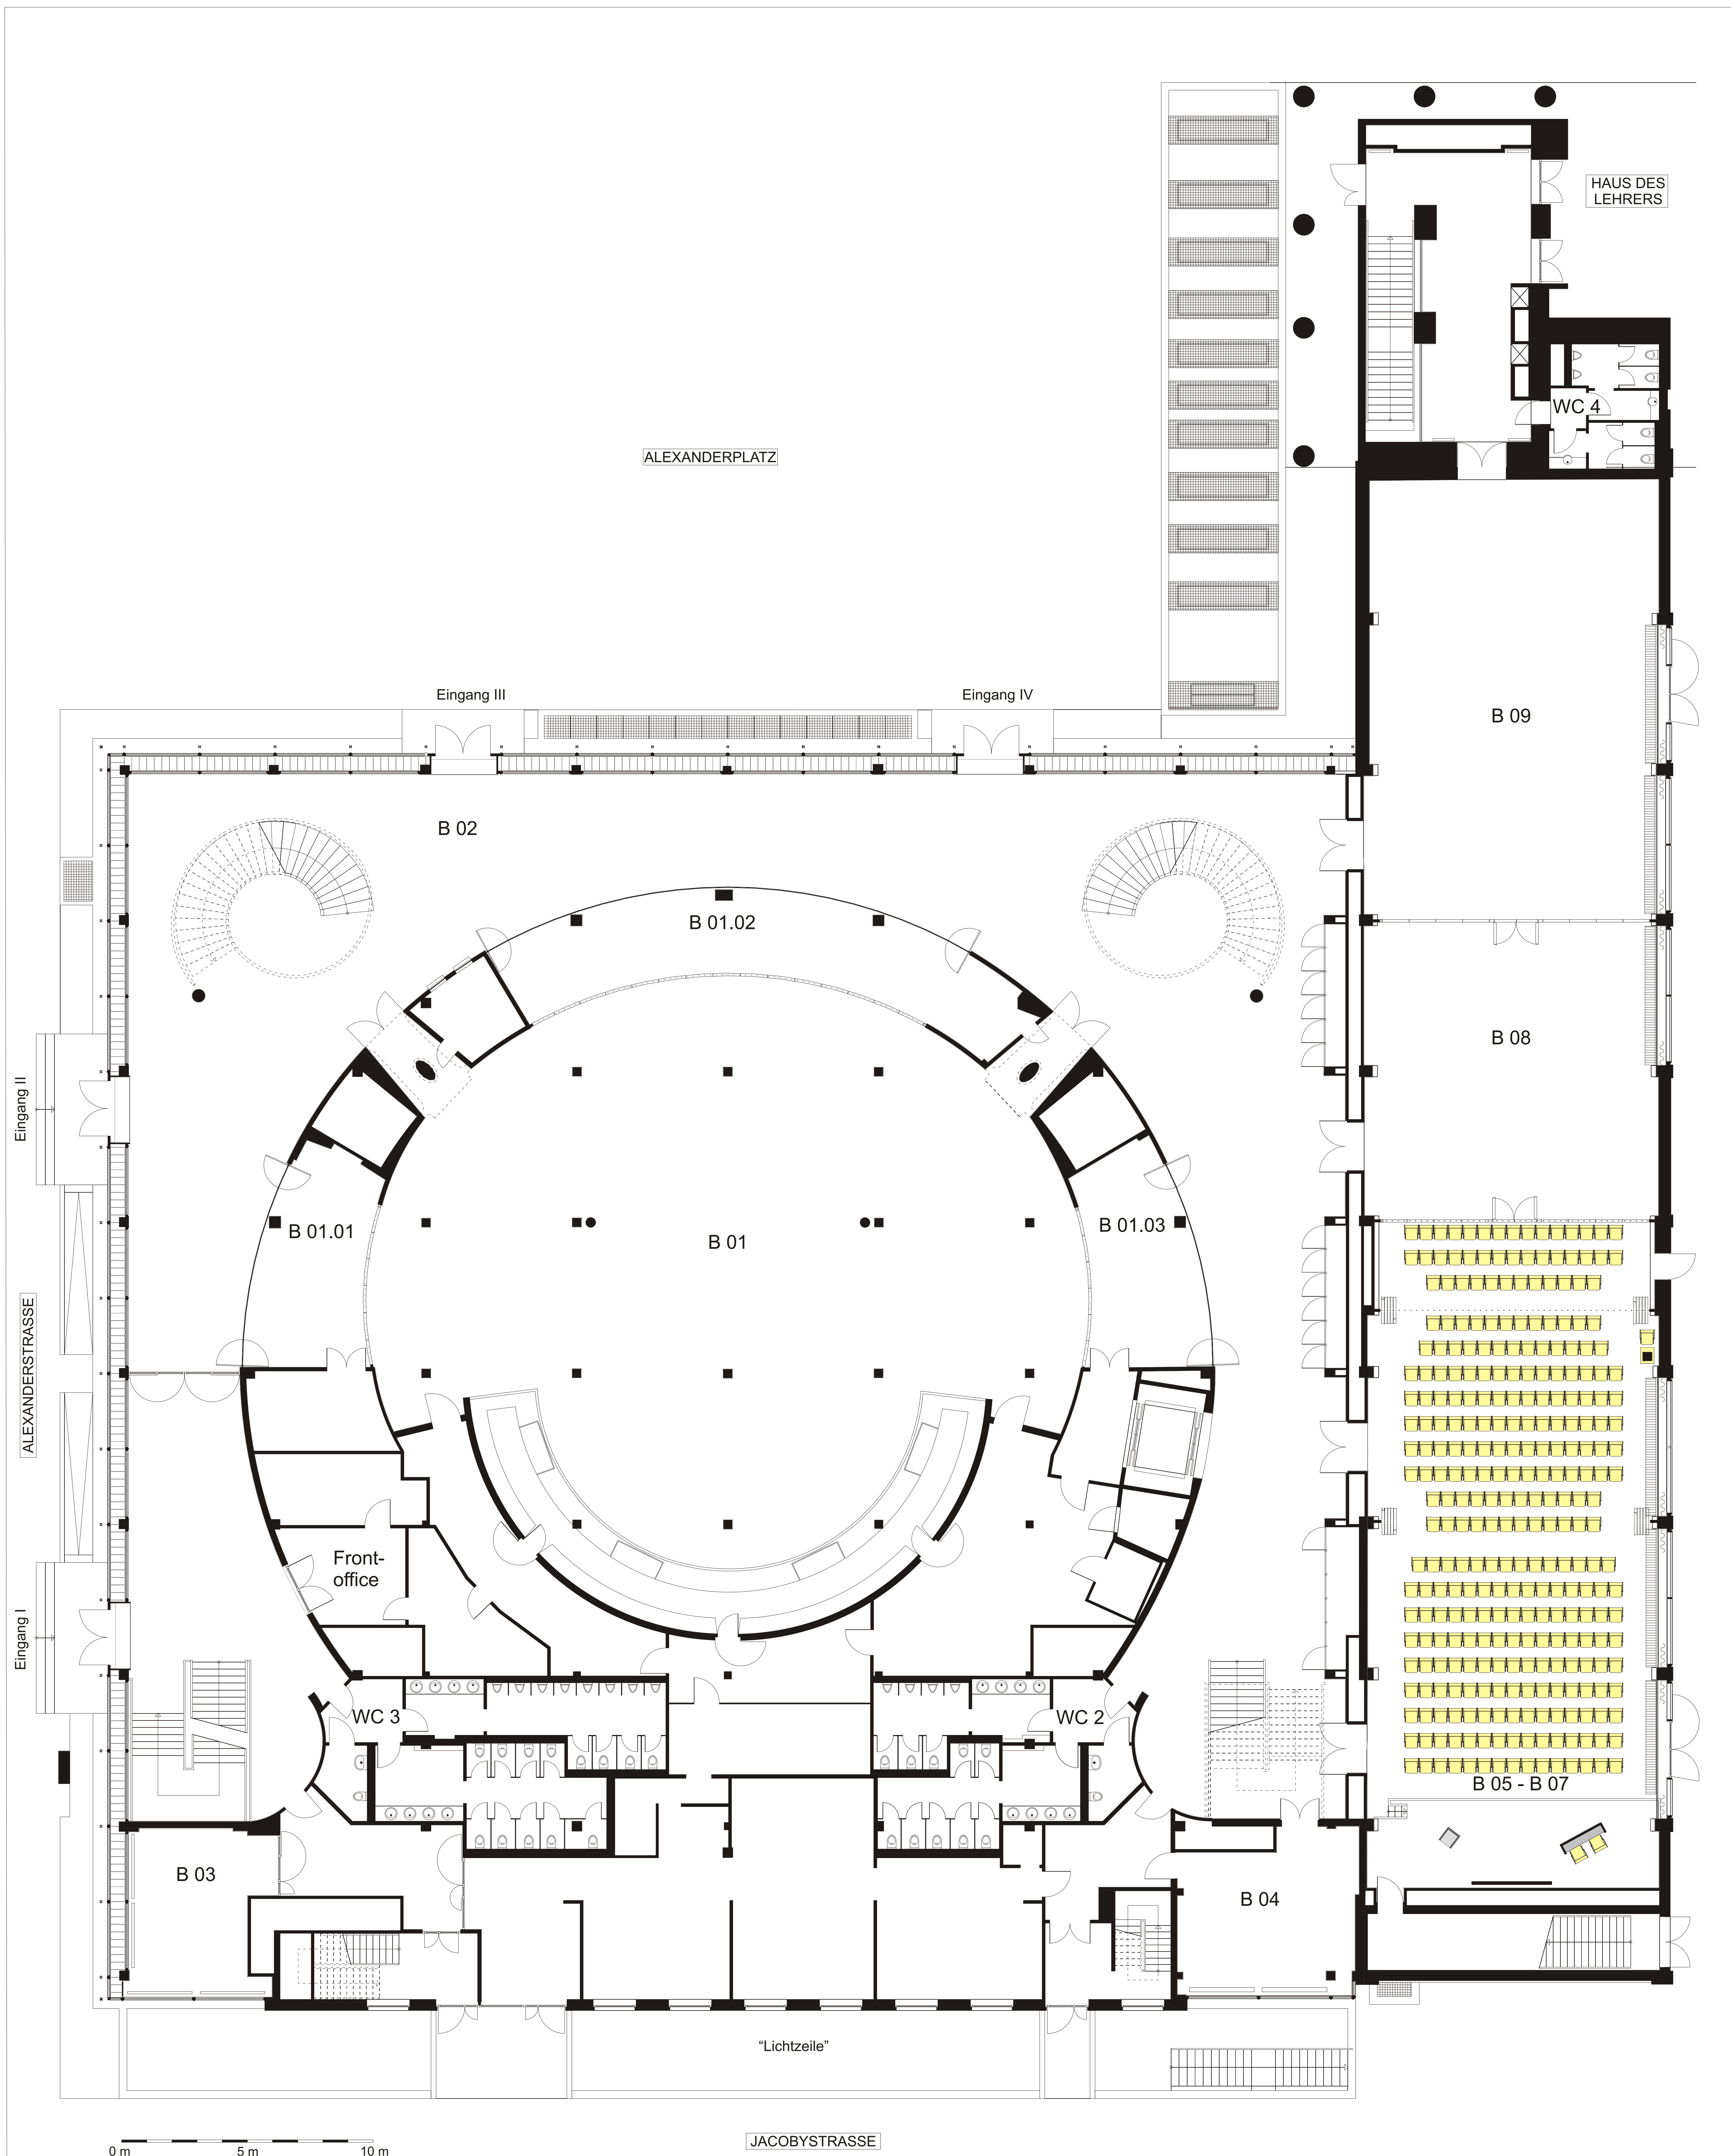 HAUS DES
LEHRERS
WC 4
ALEXANDERPLATZ
Eingang III
Eingang IV
B 09
B 02
B 01.02
B 08
Eingang II
B 01.01
B 01
B 01.03
ALEXANDERSTRASSE
Front-
office
Eingang I
WC 3
WC 2
B 05 - B 07
B 03
B 04
“Lichtzeile”
JACOBYSTRASSE
0 m
5 m
10 m